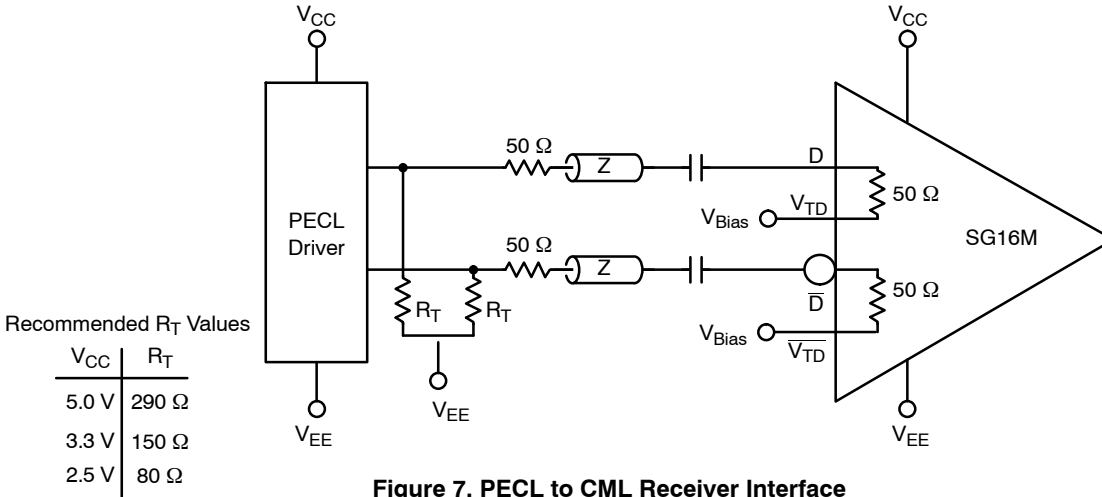 V_CC
V_CC
PECL
Driver
50 Ω
Z
D
V_TD
V_Bias
50 Ω
SG16M
50 Ω
Z
D̅
V_Bias
V̅_T̅D̅
50 Ω
R_T
R_T
V_EE
V_EE
V_EE
Recommended R_T Values
V_CC R_T
5.0 V 290 Ω
3.3 V 150 Ω
2.5 V 80 Ω
Figure 7. PECL to CML Receiver Interface